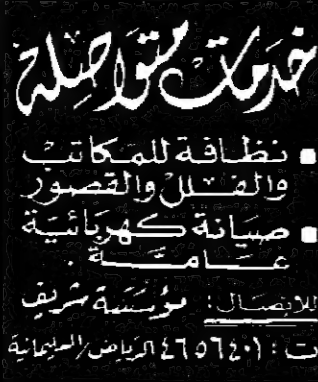 خدمات متواصلة
▪ نظافة للمكاتب
والفلل والقصور
▪ صيانة كهربائية
عامة .
للاتصال: مؤسسة شريف
ت : ٤٦٥٦٤٠١ الرياض/السليمانية